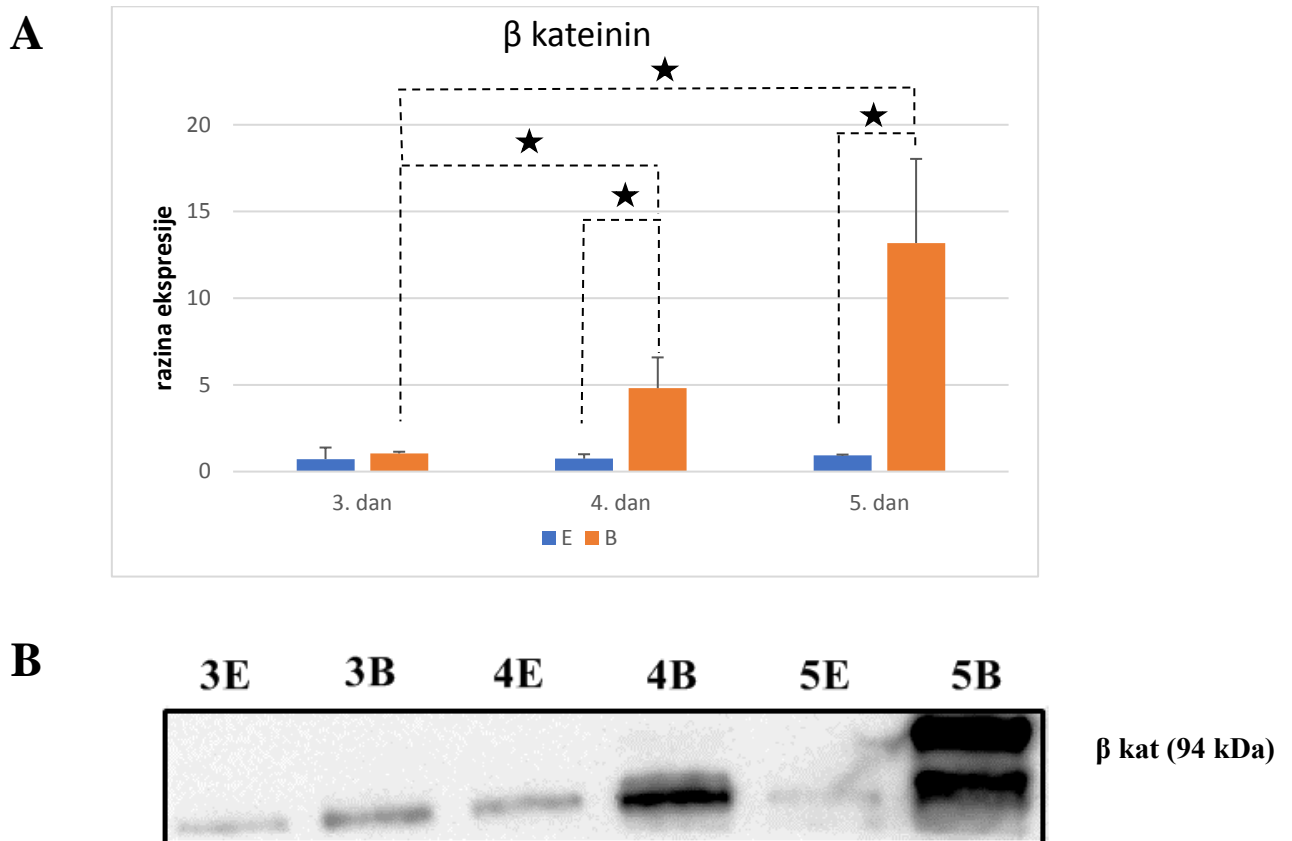 A
β kateinin
razina ekspresije
20
15
10
5
0
3. dan 4. dan 5. dan
E B
B
3E 3B 4E 4B 5E 5B
β kat (94 kDa)